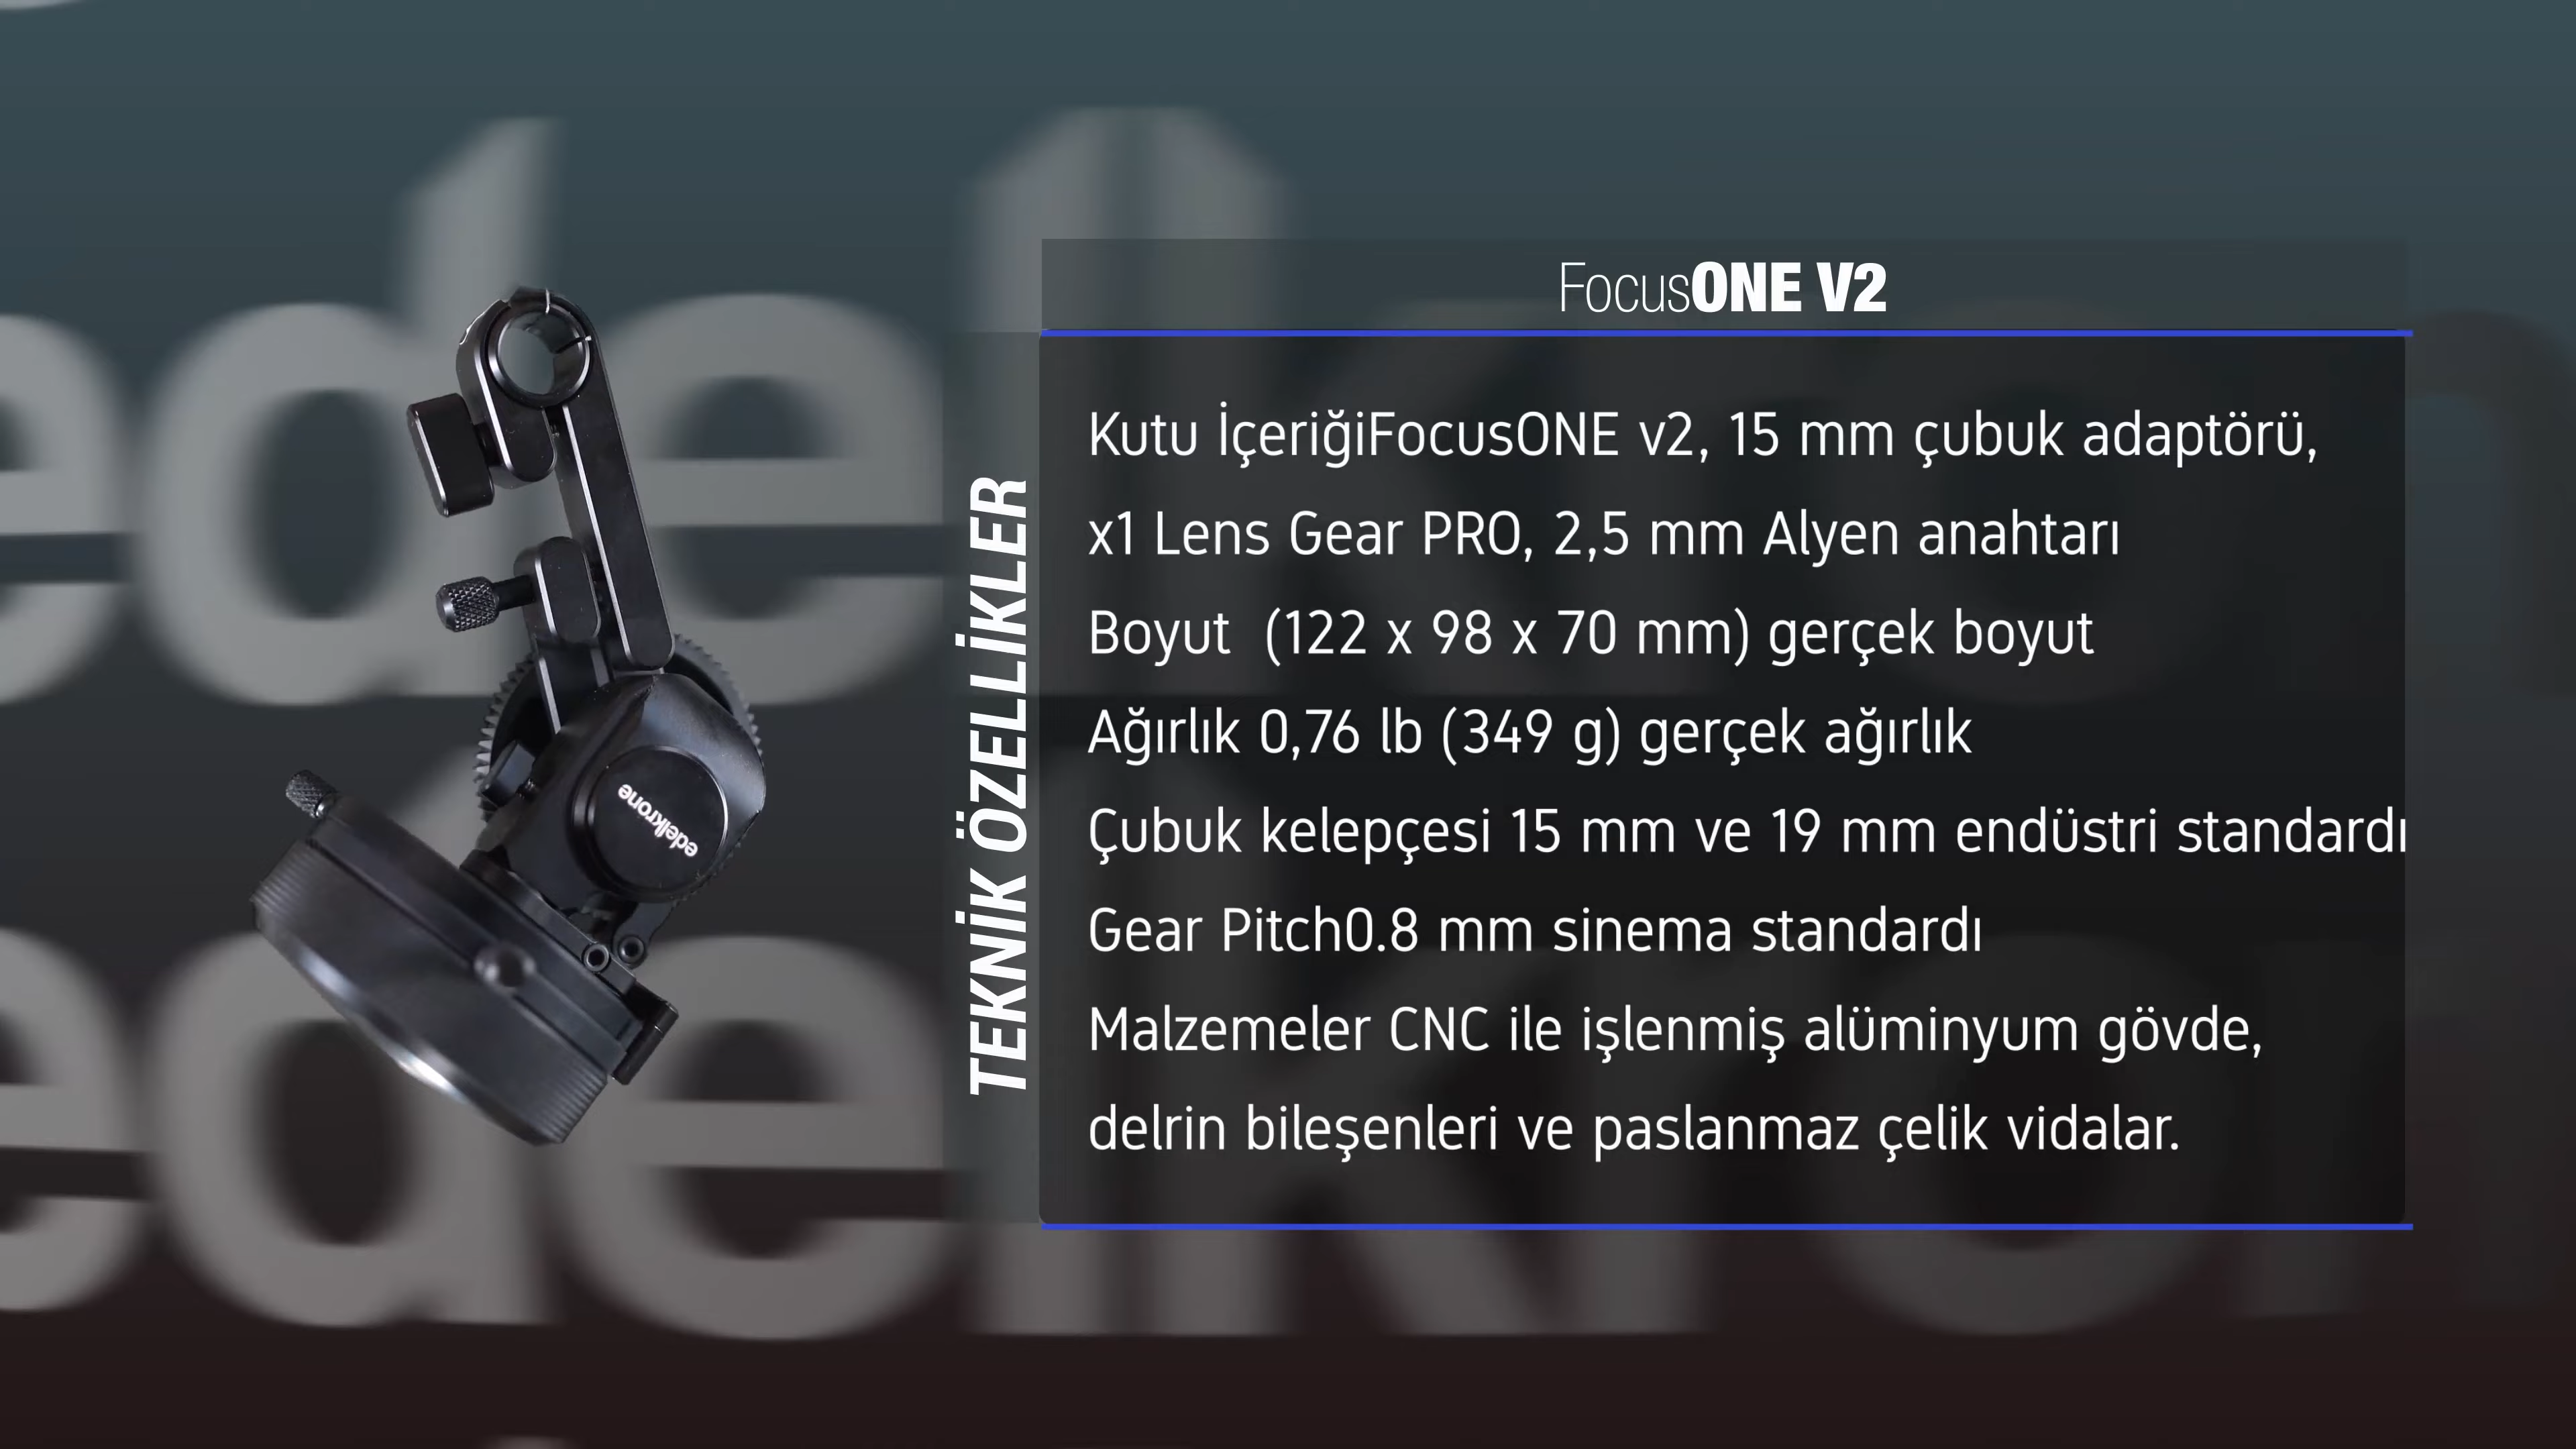 FocusONE V2
TEKNİK ÖZELLİKLER
Kutu İçeriğiFocusONE v2, 15 mm çubuk adaptörü,
x1 Lens Gear PRO, 2,5 mm Alyen anahtarı
Boyut  (122 x 98 x 70 mm) gerçek boyut
Ağırlık 0,76 lb (349 g) gerçek ağırlık
Çubuk kelepçesi 15 mm ve 19 mm endüstri standardı
Gear Pitch0.8 mm sinema standardı
Malzemeler CNC ile işlenmiş alüminyum gövde,
delrin bileşenleri ve paslanmaz çelik vidalar.
edelkrone
edelkron
edelkron